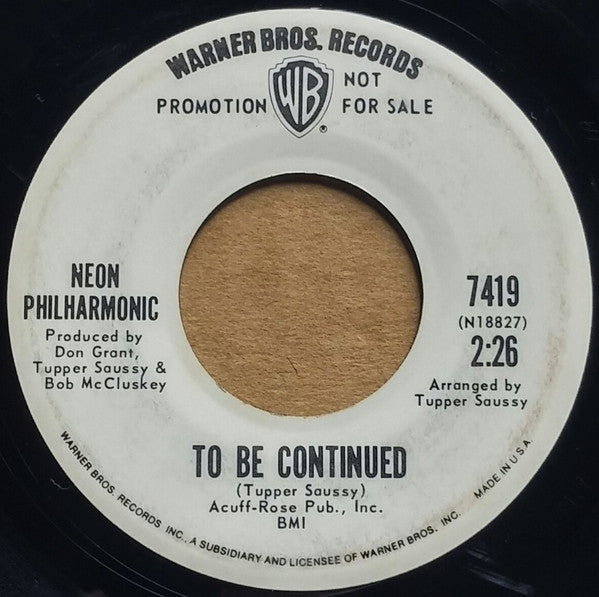 WARNER BROS. RECORDS
PROMOTION WB NOT
FOR SALE
®
NEON
PHILHARMONIC
Produced by
Don Grant,
Tupper Saussy &
Bob McCluskey
7419
(N18827)
2:26
Arranged by
Tupper Saussy
TO BE CONTINUED
(Tupper Saussy)
Acuff-Rose Pub., Inc.
BMI
WARNER BROS. RECORDS INC., A SUBSIDIARY AND LICENSEE OF WARNER BROS. INC. MADE IN U.S.A.